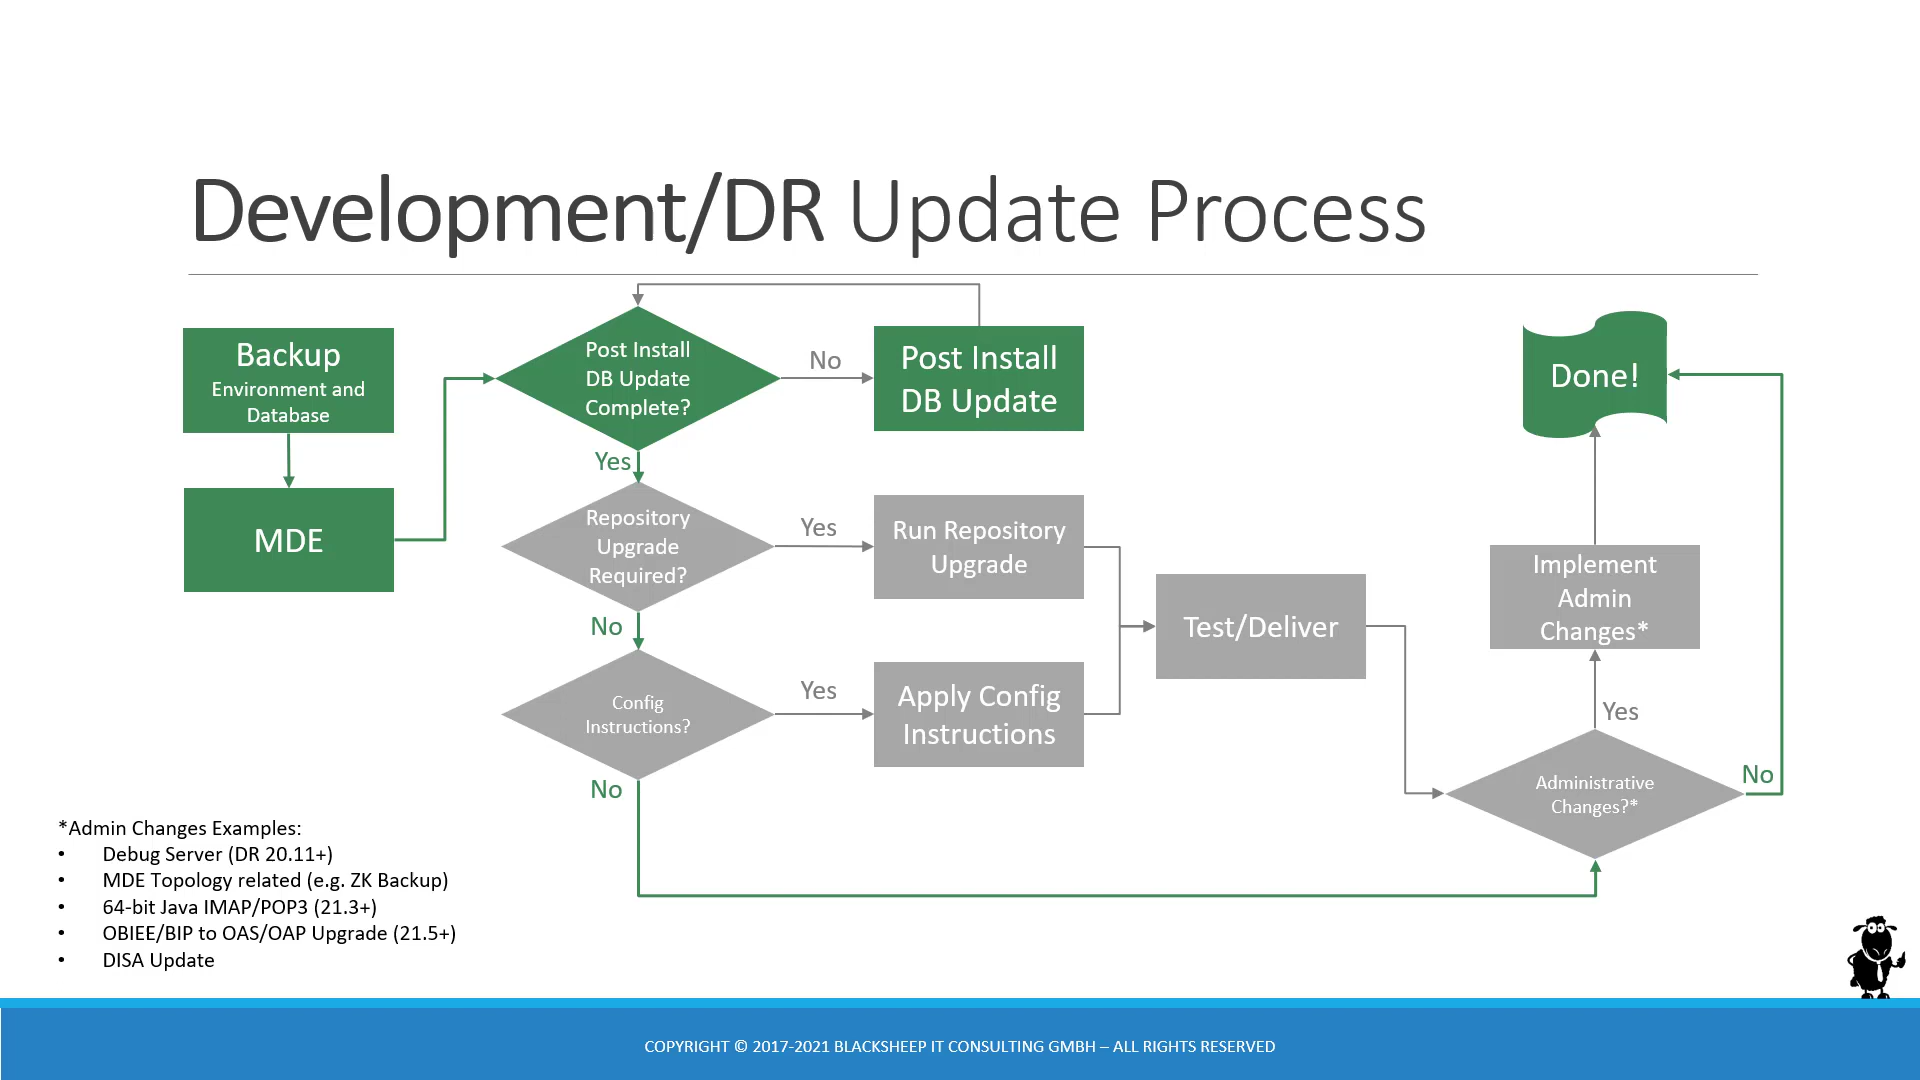 Development/DR Update Process
Backup
Environment and
Database
MDE
Post Install
DB Update
Complete?
No
Post Install
DB Update
Yes
Repository
Upgrade
Required?
Yes
Run Repository
Upgrade
No
Config
Instructions?
Yes
Apply Config
Instructions
No
Test/Deliver
Done!
Implement
Admin
Changes*
Yes
Administrative
Changes?*
No
*Admin Changes Examples:
• Debug Server (DR 20.11+)
• MDE Topology related (e.g. ZK Backup)
• 64-bit Java IMAP/POP3 (21.3+)
• OBIEE/BIP to OAS/OAP Upgrade (21.5+)
• DISA Update
COPYRIGHT © 2017-2021 BLACKSHEEP IT CONSULTING GMBH – ALL RIGHTS RESERVED